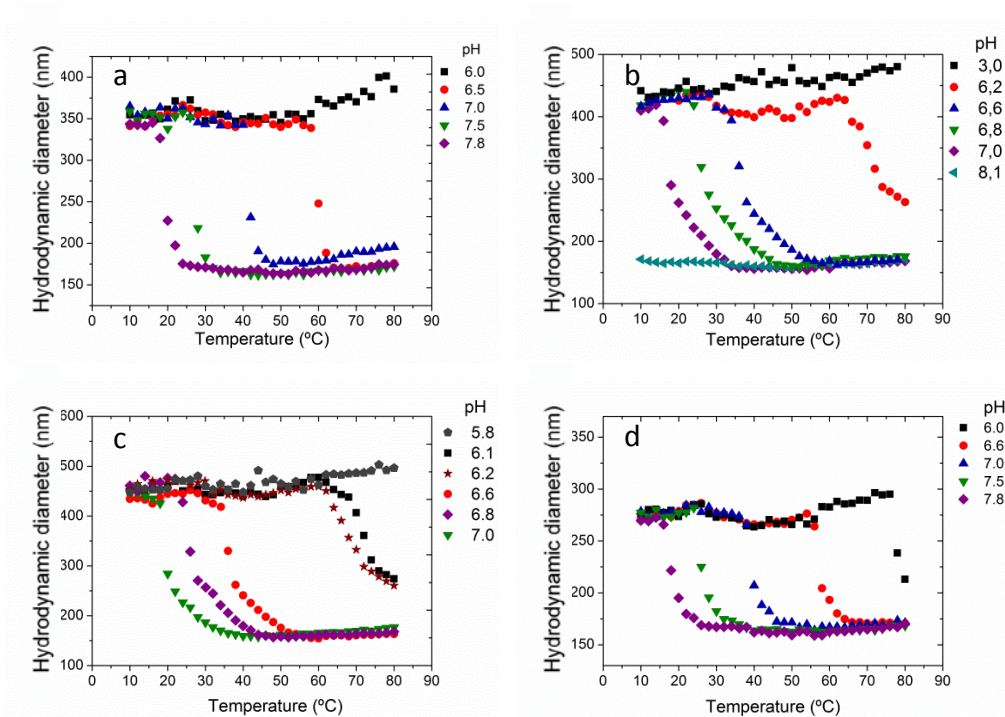 a
pH
6.0
6.5
7.0
7.5
7.8
400
350
300
250
200
150
Hydrodynamic diameter (nm)
0 10 20 30 40 50 60 70 80 90
Temperature (ºC)
b
pH
3,0
6,2
6,6
6,8
7,0
8,1
500
400
300
200
100
Hydrodynamic diameter (nm)
0 10 20 30 40 50 60 70 80 90
Temperature (ºC)
c
pH
5.8
6.1
6.2
6.6
6.8
7.0
600
500
400
300
200
100
Hydrodynamic diameter (nm)
0 10 20 30 40 50 60 70 80 90
Temperature (ºC)
d
pH
6.0
6.6
7.0
7.5
7.8
350
300
250
200
150
Hydrodynamic diameter (nm)
0 10 20 30 40 50 60 70 80 90
Temperature (ºC)